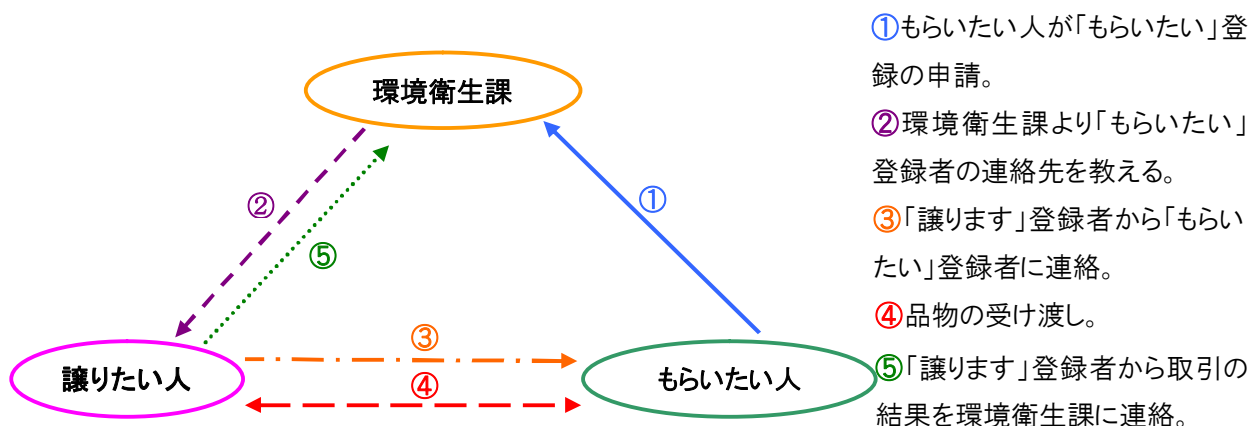 環境衛生課
②
⑤
①
③
④
譲りたい人
もらいたい人
①もらいたい人が「もらいたい」登
録の申請。
②環境衛生課より「もらいたい」
登録者の連絡先を教える。
③「譲ります」登録者から「もらい
たい」登録者に連絡。
④品物の受け渡し。
⑤「譲ります」登録者から取引の
結果を環境衛生課に連絡。